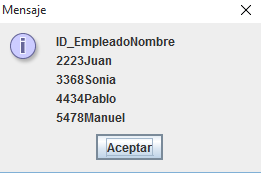 Mensaje
ID_EmpleadoNombre
2223Juan
3368Sonia
4434Pablo
5478Manuel
Aceptar